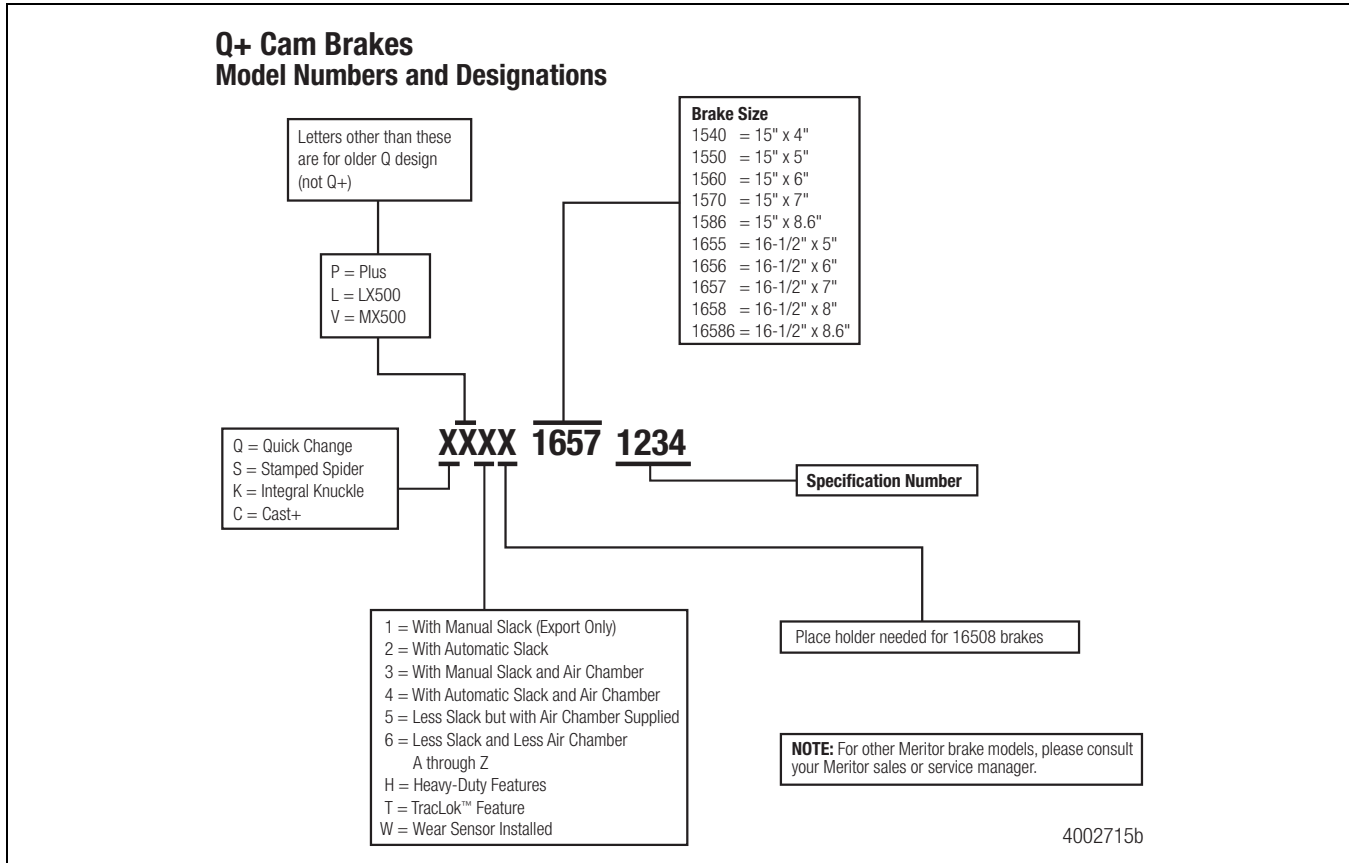 Q+ Cam Brakes
Model Numbers and Designations
Letters other than these
are for older Q design
(not Q+)
P = Plus
L = LX500
V = MX500
Brake Size
1540 = 15" x 4"
1550 = 15" x 5"
1560 = 15" x 6"
1570 = 15" x 7"
1586 = 15" x 8.6"
1655 = 16-1/2" x 5"
1656 = 16-1/2" x 6"
1657 = 16-1/2" x 7"
1658 = 16-1/2" x 8"
16586 = 16-1/2" x 8.6"
XXXX 1657 1234
Q = Quick Change
S = Stamped Spider
K = Integral Knuckle
C = Cast+
Specification Number
1 = With Manual Slack (Export Only)
2 = With Automatic Slack
3 = With Manual Slack and Air Chamber
4 = With Automatic Slack and Air Chamber
5 = Less Slack but with Air Chamber Supplied
6 = Less Slack and Less Air Chamber
A through Z
H = Heavy-Duty Features
T = TracLok™ Feature
W = Wear Sensor Installed
Place holder needed for 16508 brakes
NOTE: For other Meritor brake models, please consult
your Meritor sales or service manager.
4002715b